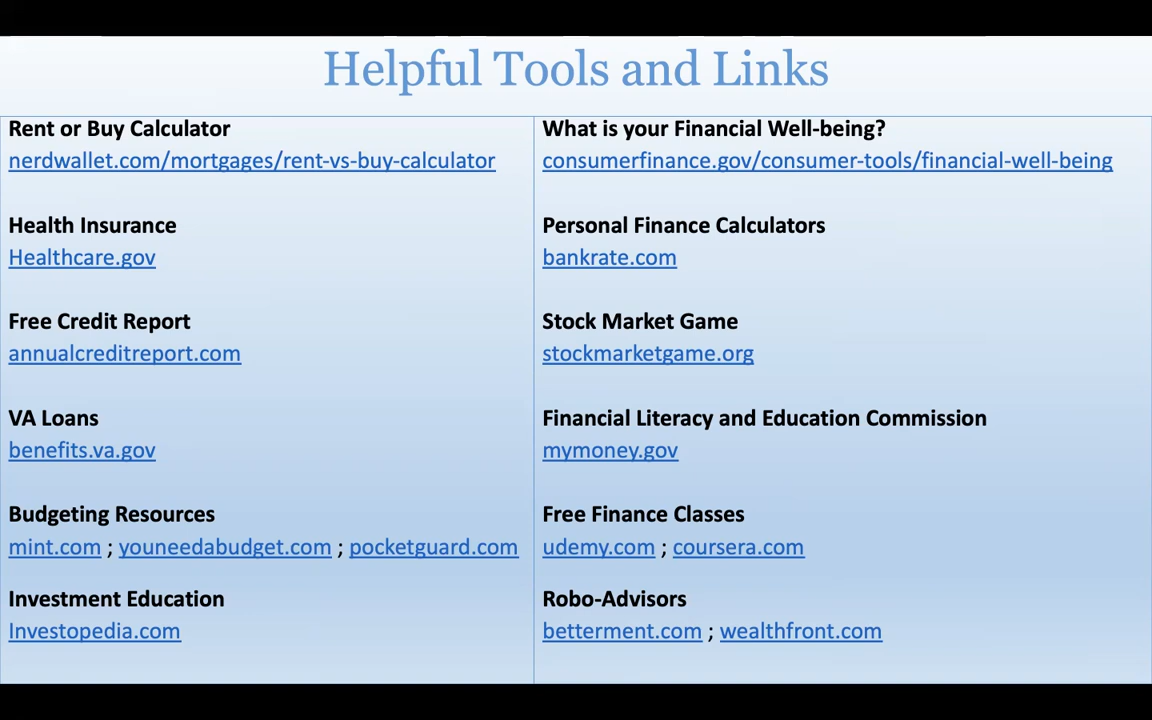 Helpful Tools and Links
Rent or Buy Calculator
nerdwallet.com/mortgages/rent-vs-buy-calculator
Health Insurance
Healthcare.gov
Free Credit Report
annualcreditreport.com
VA Loans
benefits.va.gov
Budgeting Resources
mint.com ; youneedabudget.com ; pocketguard.com
Investment Education
Investopedia.com
What is your Financial Well-being?
consumerfinance.gov/consumer-tools/financial-well-being
Personal Finance Calculators
bankrate.com
Stock Market Game
stockmarketgame.org
Financial Literacy and Education Commission
mymoney.gov
Free Finance Classes
udemy.com ; coursera.com
Robo-Advisors
betterment.com ; wealthfront.com